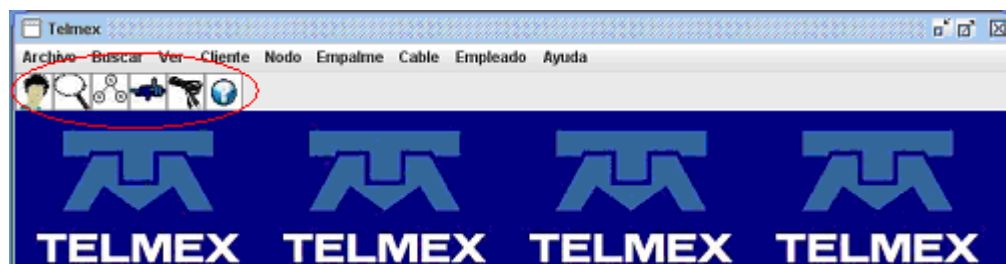 Telmex
Archivo Buscar Ver Cliente Nodo Empalme Cable Empleado Ayuda
TELMEX TELMEX TELMEX TELMEX